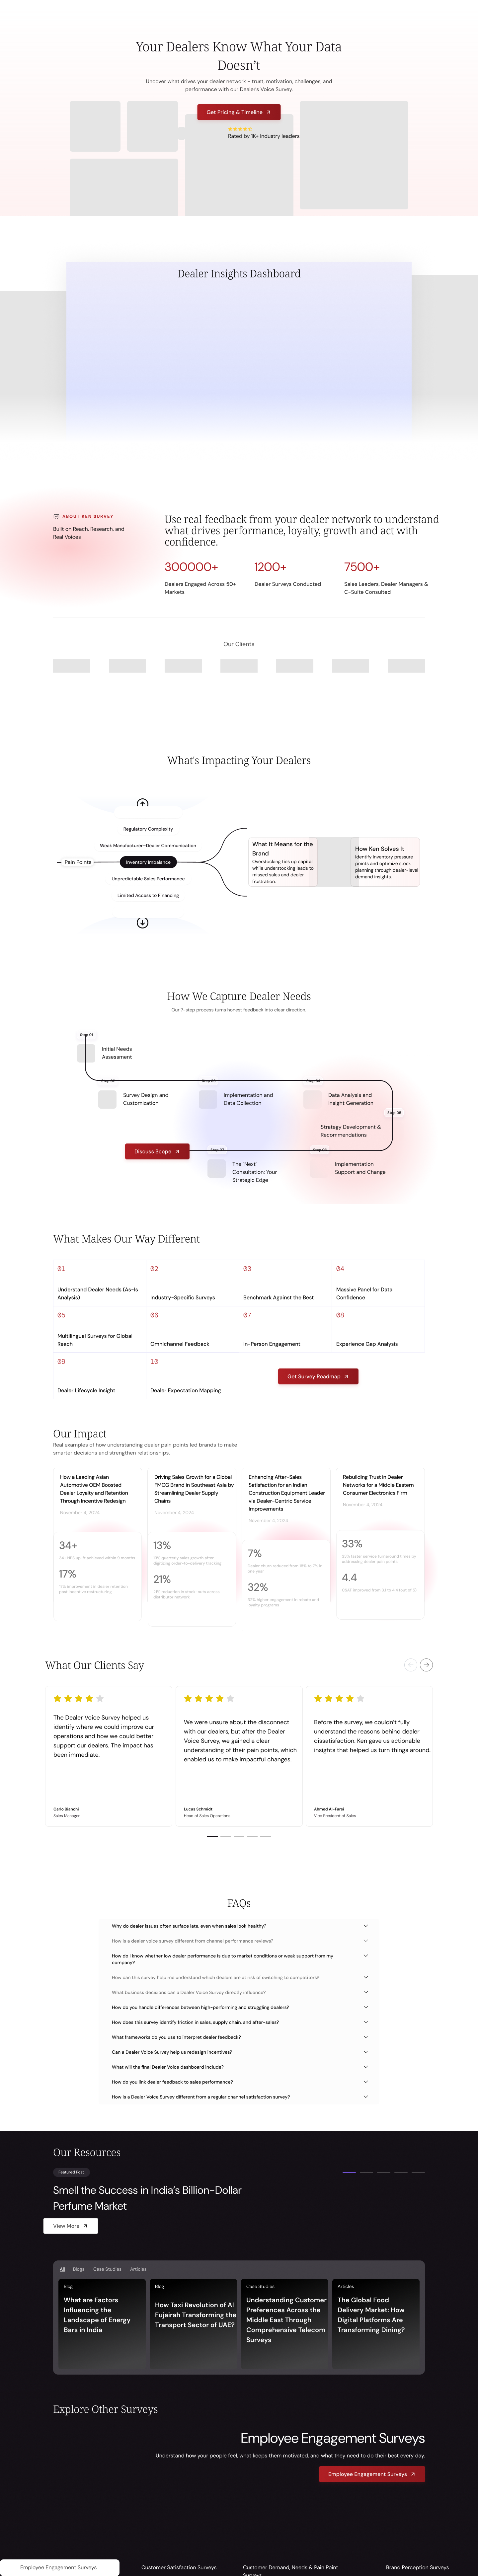 Your Dealers Know What Your Data
Doesn't
Uncover what drives your dealer network - trust, motivation, challenges, and
performance with our Dealer's Voice Survey.
Get Pricing & Timeline
Rated by 1K+ Industry leaders
Dealer Insights Dashboard
ABOUT KEN SURVEY
Built on Reach, Research, and
Real Voices
Use real feedback from your dealer network to understand
what drives performance, loyalty, growth and act with
confidence.
300000+
Dealers Engaged Across 50+
Markets
1200+
Dealer Surveys Conducted
7500+
Sales Leaders, Dealer Managers &
C-Suite Consulted
Our Clients
What's Impacting Your Dealers
Regulatory Complexity
Weak Manufacturer–Dealer Communication
Pain Points
Inventory Imbalance
Unpredictable Sales Performance
Limited Access to Financing
What It Means for the
Brand
Overstocking ties up capital
while understocking leads to
missed sales and dealer
frustration.
How Ken Solves It
Identify inventory pressure
points and optimize stock
planning through dealer-level
demand insights.
How We Capture Dealer Needs
Our 7-step process turns honest feedback into clear direction.
Step 01
Initial Needs
Assessment
Step 02
Survey Design and
Customization
Step 03
Implementation and
Data Collection
Step 04
Data Analysis and
Insight Generation
Step 05
Strategy Development &
Recommendations
Discuss Scope
Step 07
The "Next"
Consultation: Your
Strategic Edge
Step 06
Implementation
Support and Change
What Makes Our Way Different
01
Understand Dealer Needs (As-Is
Analysis)
02
Industry-Specific Surveys
03
Benchmark Against the Best
04
Massive Panel for Data
Confidence
05
Multilingual Surveys for Global
Reach
06
Omnichannel Feedback
07
In-Person Engagement
08
Experience Gap Analysis
09
Dealer Lifecycle Insight
10
Dealer Expectation Mapping
Get Survey Roadmap
Our Impact
Real examples of how understanding dealer pain points led brands to make
smarter decisions and strengthen relationships.
How a Leading Asian
Automotive OEM Boosted
Dealer Loyalty and Retention
Through Incentive Redesign
November 4, 2024
34+
17%
Driving Sales Growth for a Global
FMCG Brand in Southeast Asia by
Streamlining Dealer Supply
Chains
November 4, 2024
13%
21%
Enhancing After-Sales
Satisfaction for an Indian
Construction Equipment Leader
via Dealer-Centric Service
Improvements
November 4, 2024
7%
32%
Rebuilding Trust in Dealer
Networks for a Middle Eastern
Consumer Electronics Firm
November 4, 2024
33%
4.4
What Our Clients Say
The Dealer Voice Survey helped us
identify where we could improve our
operations and how we could better
support our dealers. The impact has
been immediate.
Carlo Bianchi
Sales Manager
We were unsure about the disconnect
with our dealers, but after the Dealer
Voice Survey, we gained a clear
understanding of their pain points, which
enabled us to make impactful changes.
Lucas Schmidt
Head of Sales Operations
Before the survey, we couldn't fully
understand the reasons behind dealer
dissatisfaction. Ken gave us actionable
insights that helped us turn things around.
Ahmed Al-Farsi
Vice President of Sales
FAQs
Why do dealer issues often surface late, even when sales look healthy?
How is a dealer voice survey different from channel performance reviews?
How do I know whether low dealer performance is due to market conditions or weak support from my
company?
How can this survey help me understand which dealers are at risk of switching to competitors?
What business decisions can a Dealer Voice Survey directly influence?
How do you handle differences between high-performing and struggling dealers?
How does this survey identify friction in sales, supply chain, and after-sales?
What frameworks do you use to interpret dealer feedback?
Can a Dealer Voice Survey help us redesign incentives?
What will the final Dealer Voice dashboard include?
How do you link dealer feedback to sales performance?
How is a Dealer Voice Survey different from a regular channel satisfaction survey?
Our Resources
Featured Post
Smell the Success in India's Billion-Dollar
Perfume Market
View More
All Blogs Case Studies Articles
Blog
What are Factors
Influencing the
Landscape of Energy
Bars in India
Blog
How Taxi Revolution of Al
Fujairah Transforming the
Transport Sector of UAE?
Case Studies
Understanding Customer
Preferences Across the
Middle East Through
Comprehensive Telecom
Surveys
Articles
The Global Food
Delivery Market: How
Digital Platforms Are
Transforming Dining?
Explore Other Surveys
Employee Engagement Surveys
Understand how your people feel, what keeps them motivated, and what they need to do their best every day.
Employee Engagement Surveys
Employee Engagement Surveys
Customer Satisfaction Surveys
Customer Demand, Needs & Pain Point
Surveys
Brand Perception Surveys